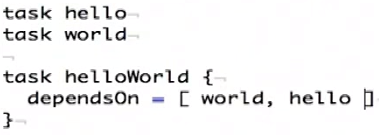 task hello
task world

task helloWorld {
  dependsOn = [ world, hello ]
}